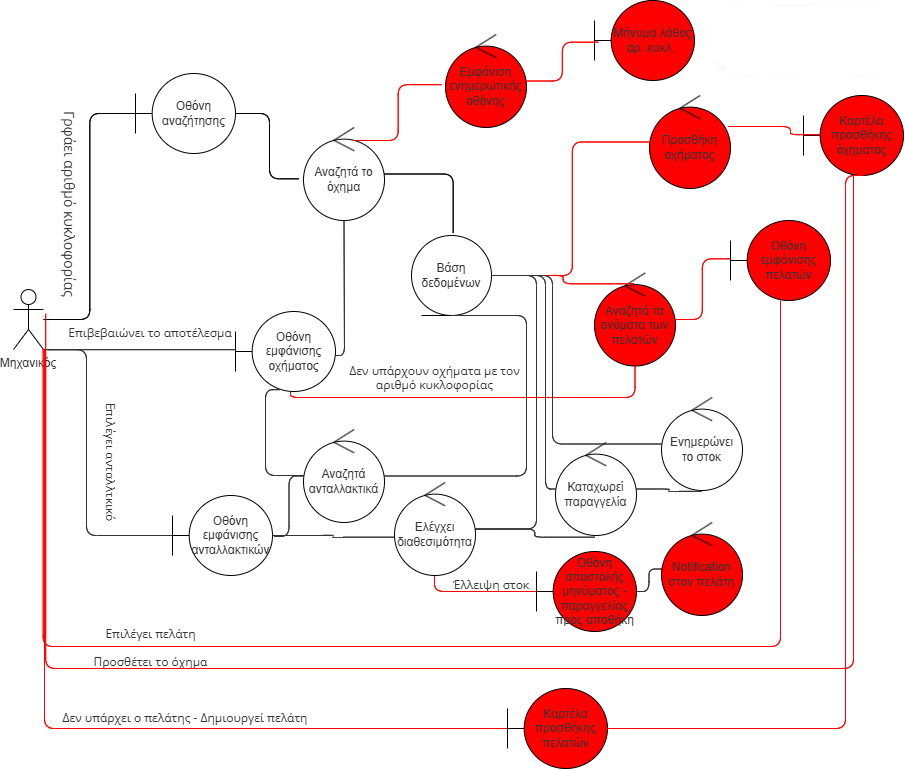 Μήνυμα λάθος
αρ. κυκλ
Εμφάνιση
ενημερωτικής
οθόνης
Οθόνη
αναζήτησης
Γρφάει αριθμό κυκλοφορίας
Προσθήκη
οχήματος
Καρτέλα
προσθήκης
όχηματος
Αναζητά το
όχημα
Βάση
δεδομένων
Οθόνη
εμφάνισης
πελατών
Μηχανικός
Επιβεβαιώνει το αποτέλεσμα
Οθόνη
εμφάνισης
οχήματος
Αναζητά τα
ονόματα των
πελατών
Δεν υπάρχουν οχήματα με τον
αριθμό κυκλοφορίας
Επιλέγει ανταλλτκικό
Αναζητά
ανταλλακτικά
Ενημερώνει
το στοκ
Καταχωρεί
παραγγελία
Οθόνη
εμφάνισης
ανταλλακτικών
Ελέγχει
διαθεσιμότητα
Έλλειψη στοκ
Οθόνη
αποστολής
μηνύματος -
παραγγελίας
προς αποθήκη
Notification
στον πελάτη
Επιλέγει πελάτη
Προσθέτει το όχημα
Δεν υπάρχει ο πελάτης - Δημιουργεί πελάτη
Καρτέλα
προσθήκης
πελατών